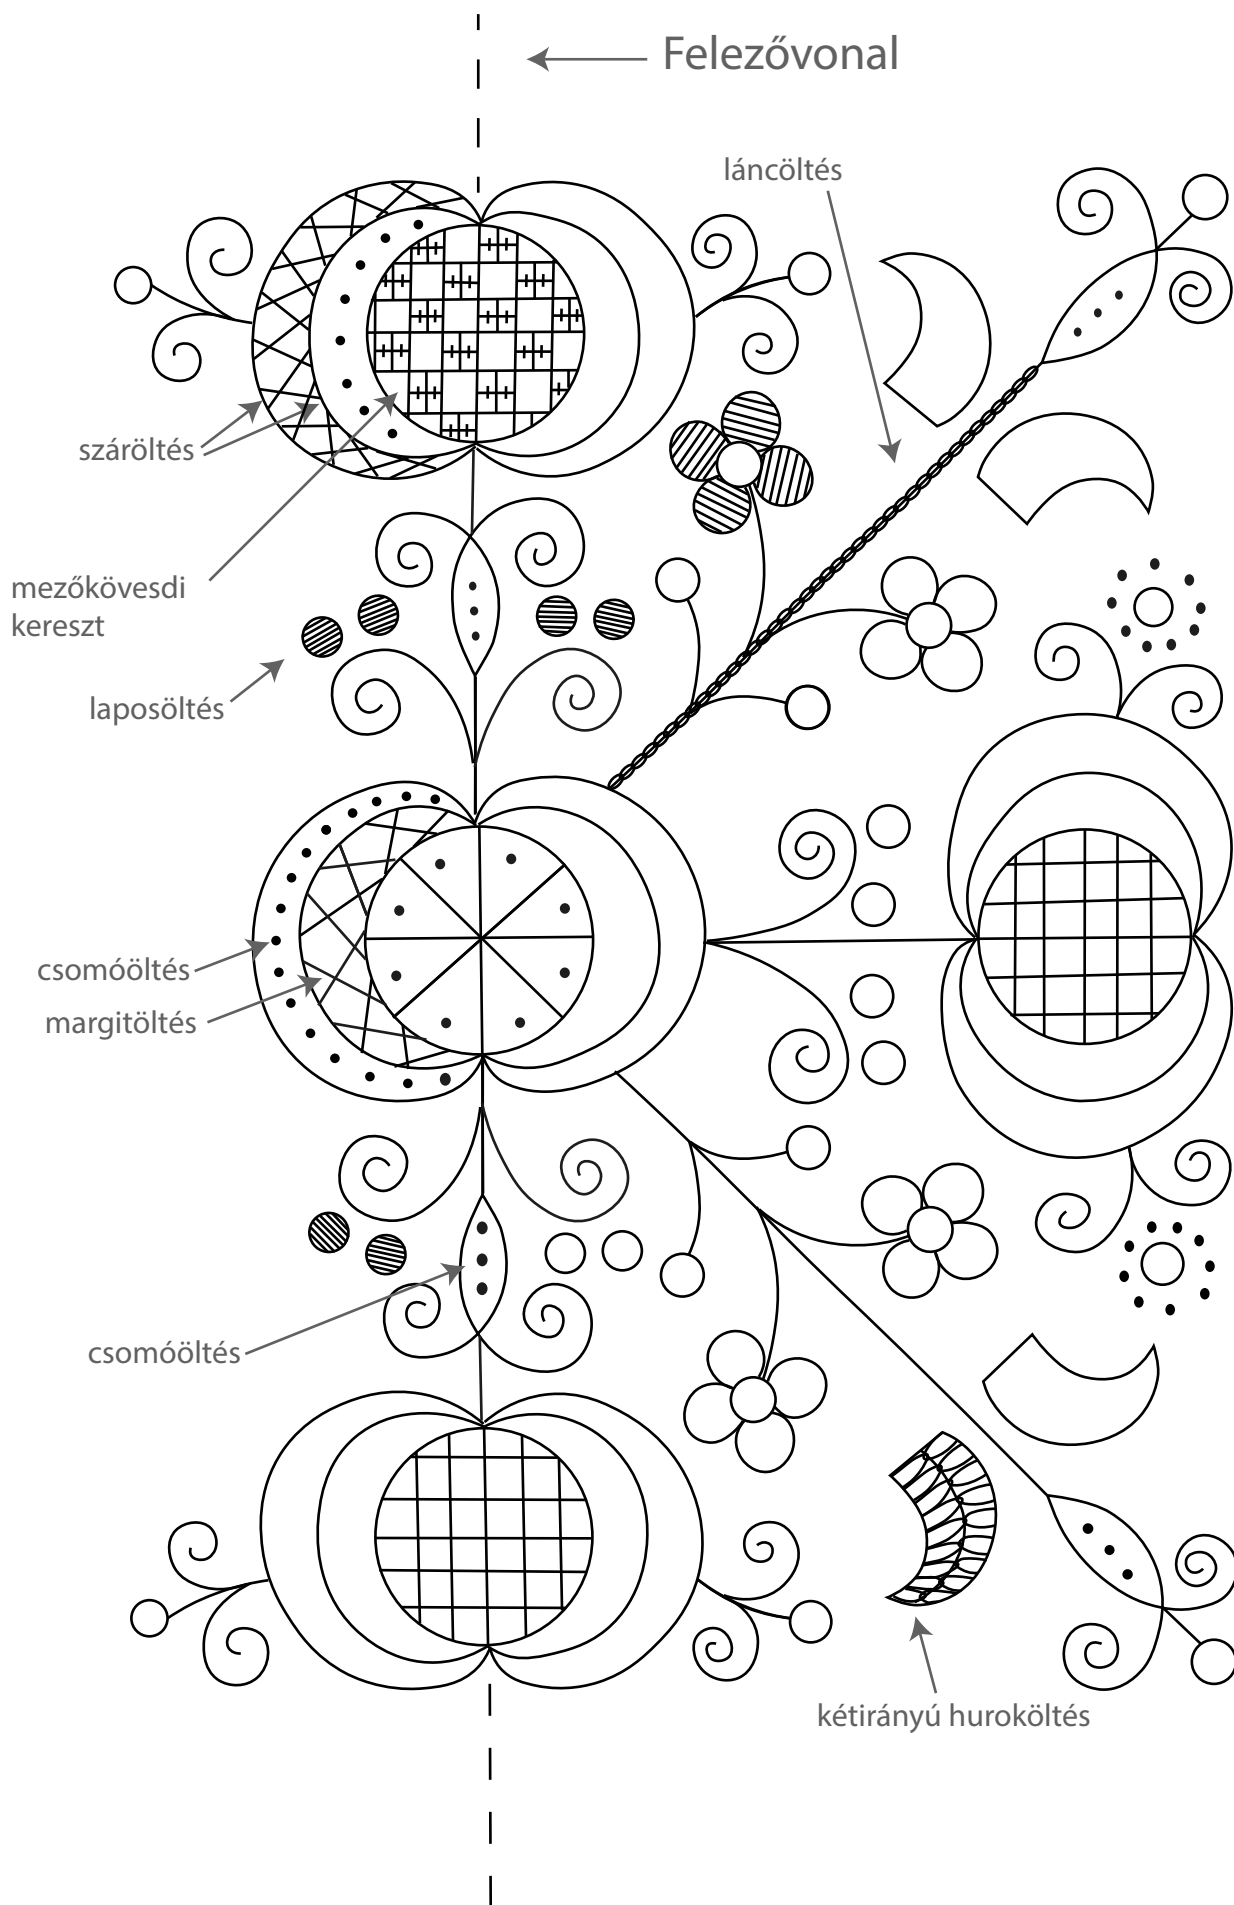 Felezővonal
láncöltés
száröltés
mezőkövesdi
kereszt
laposöltés
csomóöltés
margitöltés
csomóöltés
kétirányú huroköltés